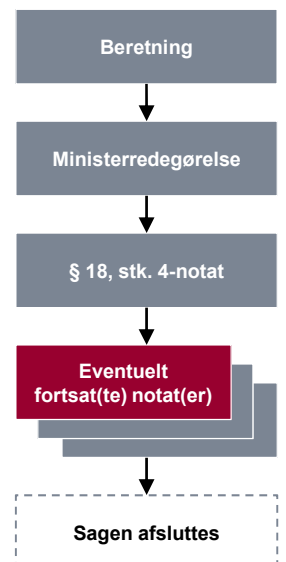 Beretning
Ministerredegørelse
§ 18, stk. 4-notat
Eventuelt
fortsat(te) notat(er)
Sagen afsluttes